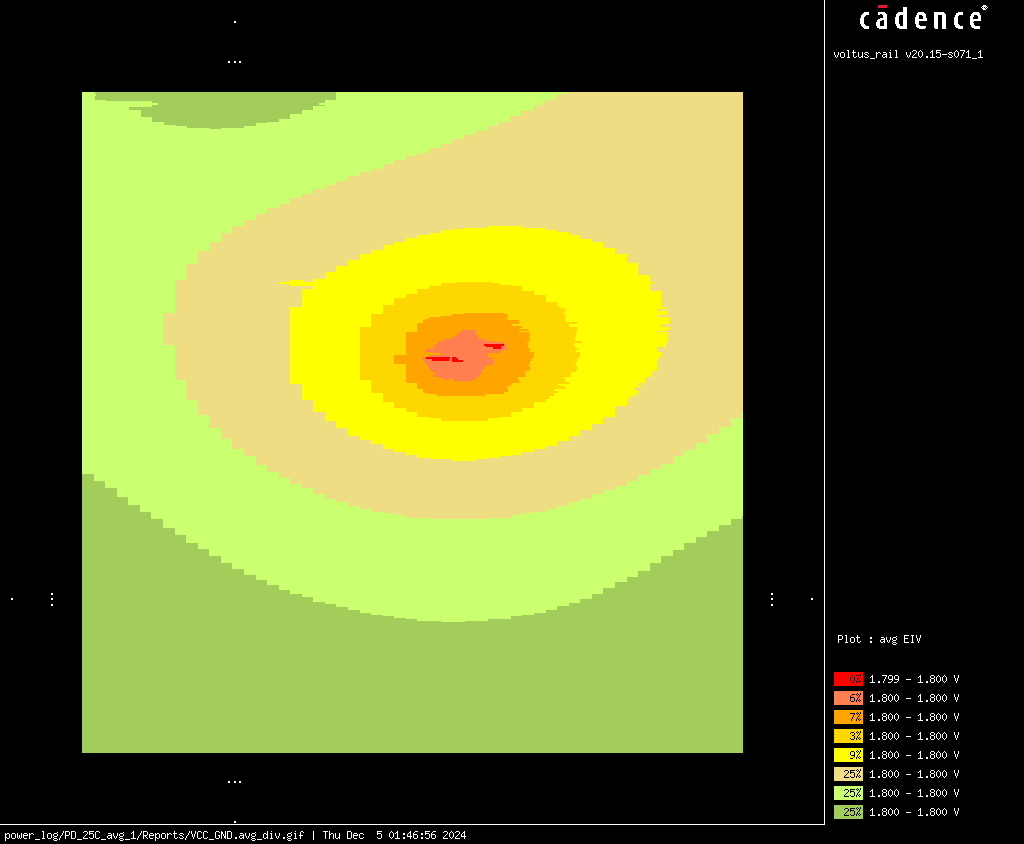 cādence®
voltus_rail v20.15-s071_1
Plot : avg EIV
0% 1.799 - 1.800 V
6% 1.800 - 1.800 V
7% 1.800 - 1.800 V
3% 1.800 - 1.800 V
9% 1.800 - 1.800 V
25% 1.800 - 1.800 V
25% 1.800 - 1.800 V
25% 1.800 - 1.800 V
power_log/PD_25C_avg_1/Reports/VCC_GND.avg_div.gif | Thu Dec  5 01:46:56 2024